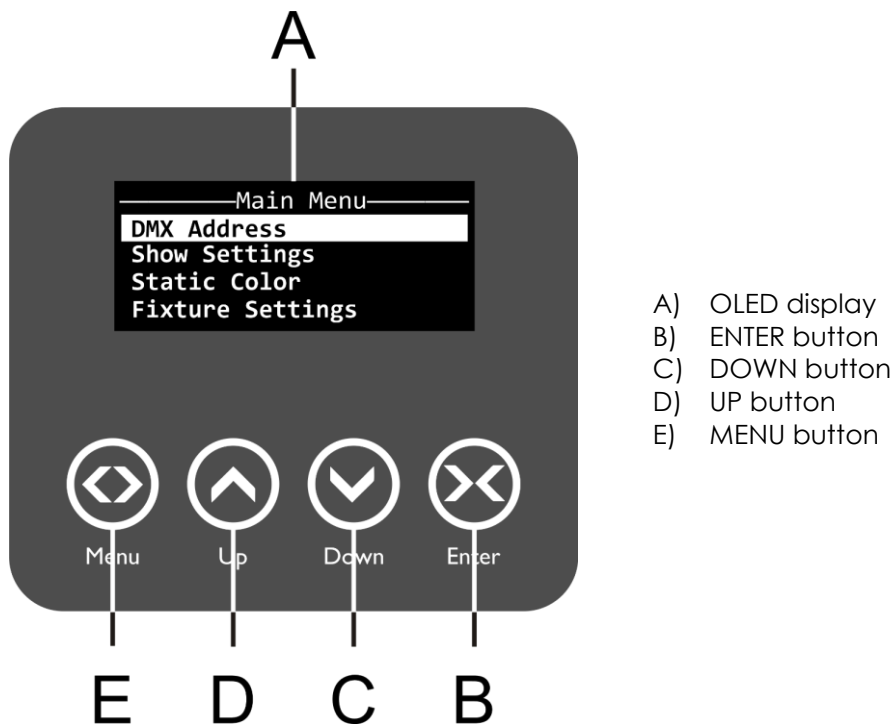 A
Main Menu
DMX Address
Show Settings
Static Color
Fixture Settings
Menu Up Down Enter
E D C B
A) OLED display
B) ENTER button
C) DOWN button
D) UP button
E) MENU button